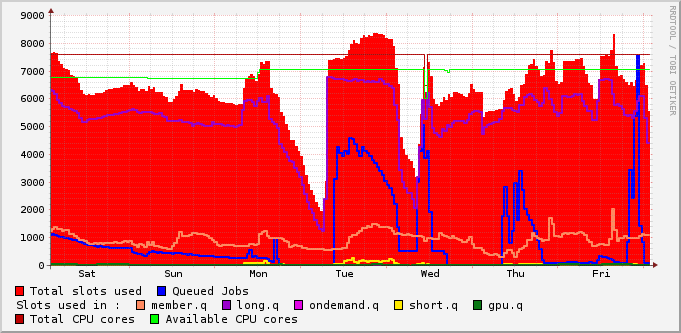 9000
8000
7000
6000
5000
4000
3000
2000
1000
0
Sat Sun Mon Tue Wed Thu Fri
RRDTOOL / TOBI OETIKER
Total slots used Queued Jobs
Slots used in : member.q long.q ondemand.q short.q gpu.q
Total CPU cores Available CPU cores